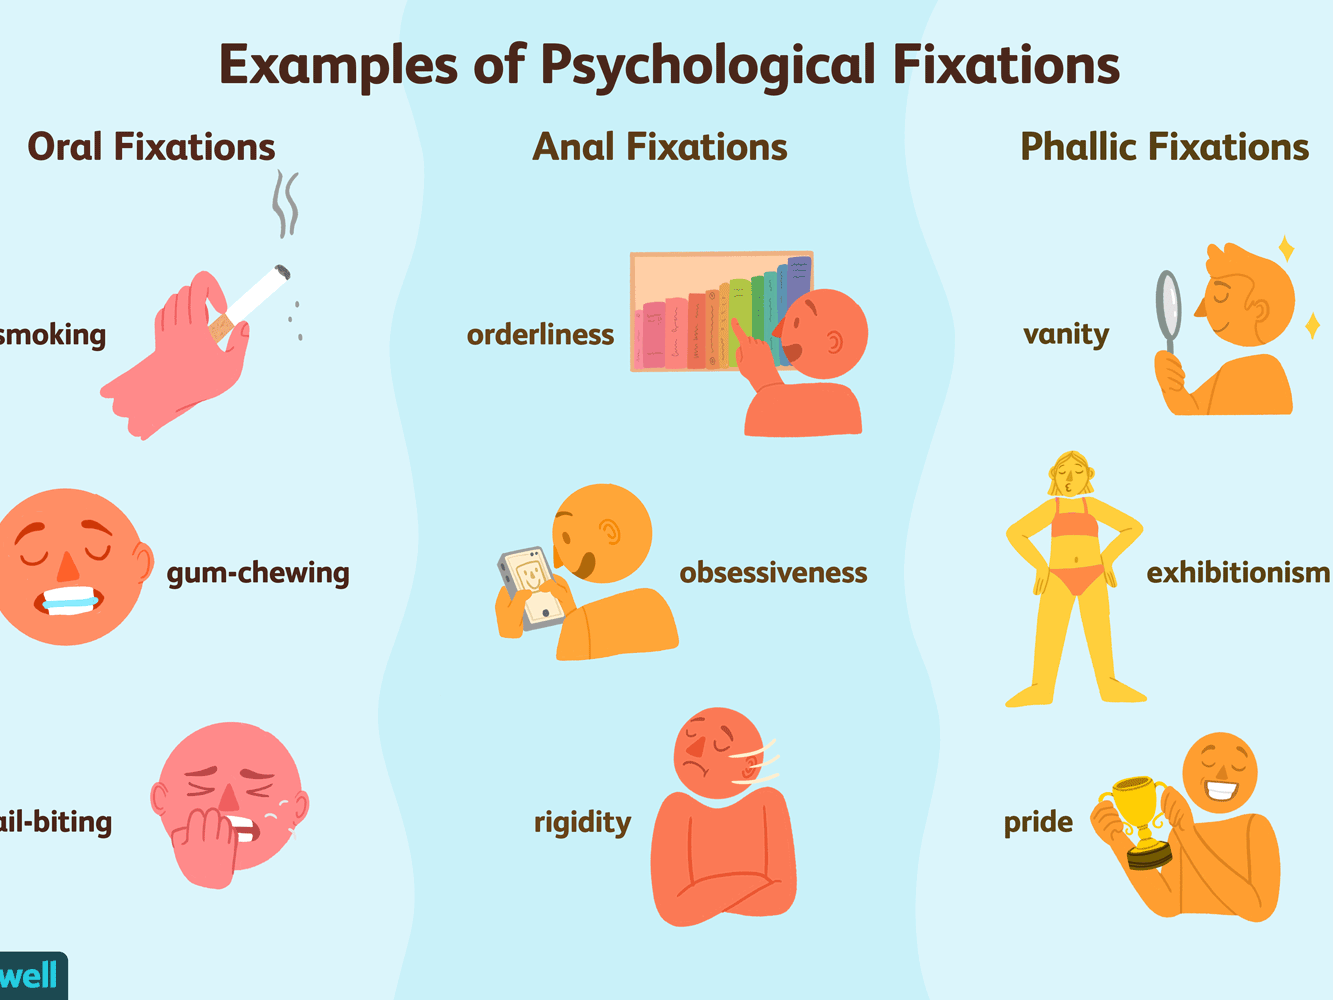 Examples of Psychological Fixations
Oral Fixations
smoking
gum-chewing
ail-biting
Anal Fixations
orderliness
obsessiveness
rigidity
Phallic Fixations
vanity
exhibitionism
pride
well